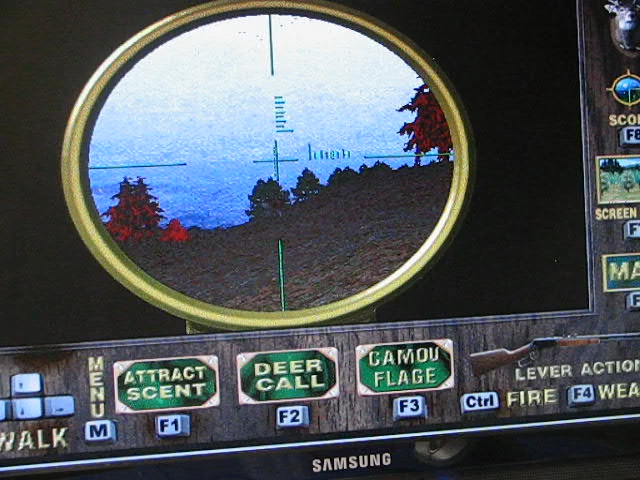 SCO
F6
SCREEN
F
MA
F
MENU
M
ATTRACT
SCENT
F1
DEER
CALL
F2
CAMOU
FLAGE
F3
LEVER ACTION
Ctrl FIRE F4 WEA
WALK
SAMSUNG